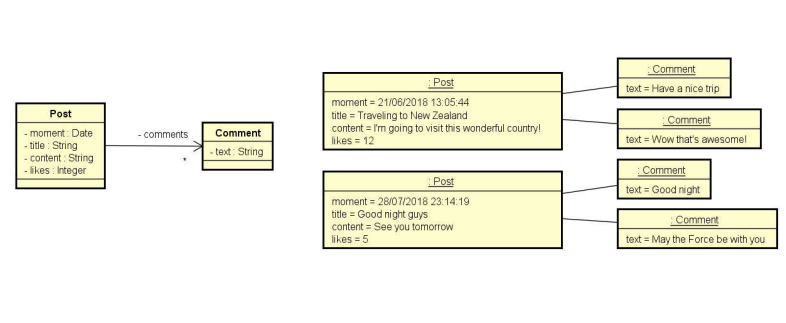 Post
- moment : Date
- title : String
- content : String
- likes : Integer
- comments
*
Comment
- text : String
: Post
moment = 21/06/2018 13:05:44
title = Traveling to New Zealand
content = I'm going to visit this wonderful country!
likes = 12
: Comment
text = Have a nice trip
: Comment
text = Wow that's awesome!
: Post
moment = 28/07/2018 23:14:19
title = Good night guys
content = See you tomorrow
likes = 5
: Comment
text = Good night
: Comment
text = May the Force be with you